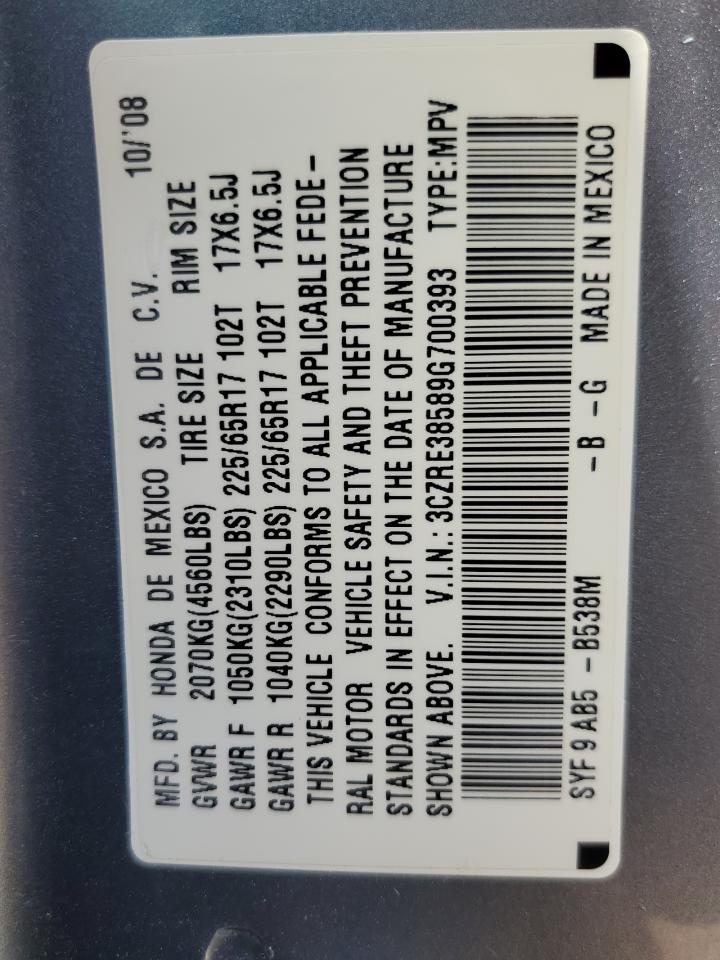 MFD. BY HONDA DE MEXICO S.A. DE C.V. 10/'08
GVWR 2070KG(4560LBS) TIRE SIZE RIM SIZE
GAWR F 1050KG(2310LBS) 225/65R17 102T 17X6.5J
GAWR R 1040KG(2290LBS) 225/65R17 102T 17X6.5J
THIS VEHICLE CONFORMS TO ALL APPLICABLE FEDE-
RAL MOTOR VEHICLE SAFETY AND THEFT PREVENTION
STANDARDS IN EFFECT ON THE DATE OF MANUFACTURE
SHOWN ABOVE. V.I.N.: 3CZRE38589G700393 TYPE:MPV
SYF 9 AB5 -B538M -B -G MADE IN MEXICO